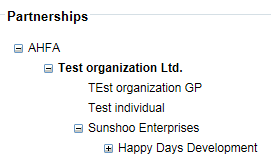 Partnerships
AHFA
Test organization Ltd.
TEst organization GP
Test individual
Sunshoo Enterprises
Happy Days Development